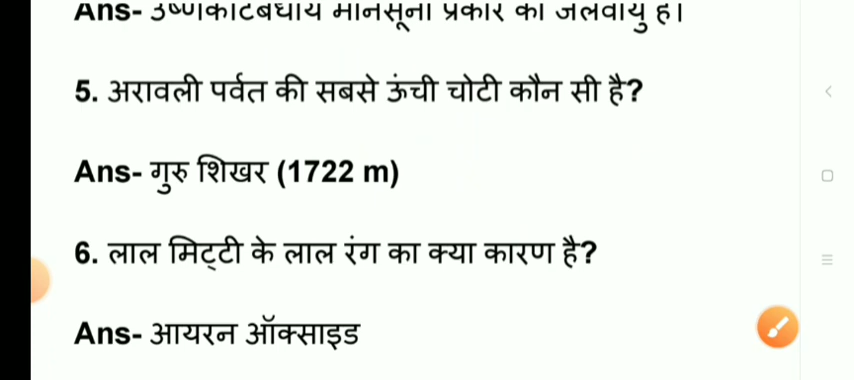 Ans- उष्णकटिबंधीय मानसूनी प्रकार की जलवायु है।
5. अरावली पर्वत की सबसे ऊंची चोटी कौन सी है?
Ans- गुरु शिखर (1722 m)
6. लाल मिट्टी के लाल रंग का क्या कारण है?
Ans- आयरन ऑक्साइड